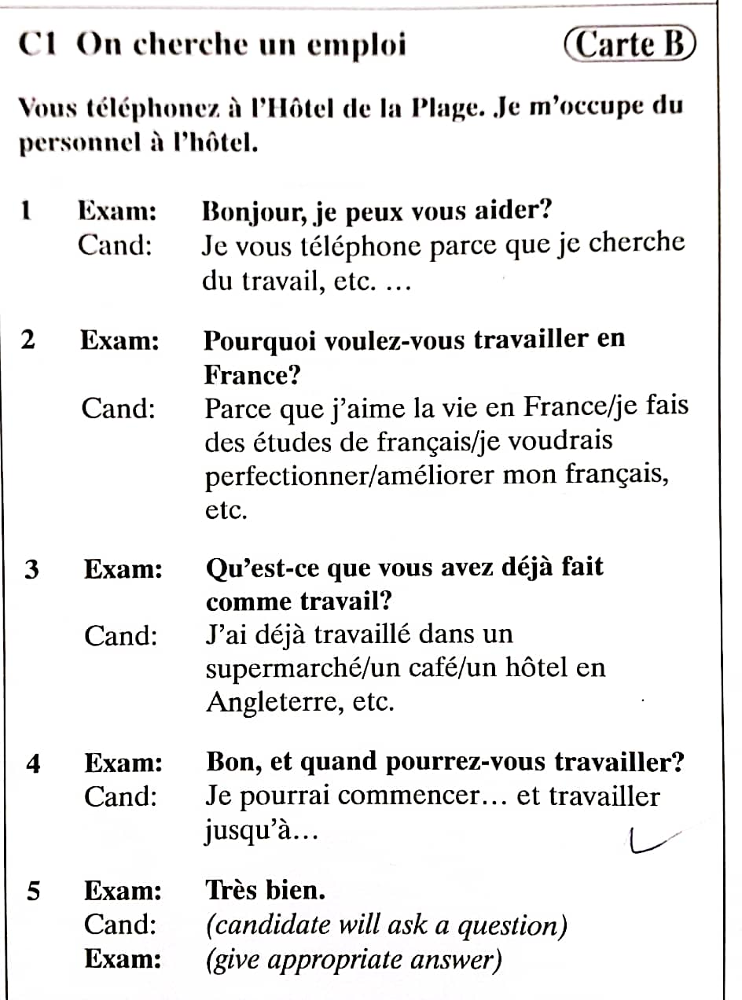 C1 On cherche un emploi Carte B
Vous téléphonez à l'Hôtel de la Plage. Je m'occupe du
personnel à l'hôtel.
1 Exam: Bonjour, je peux vous aider?
Cand: Je vous téléphone parce que je cherche
du travail, etc. …
2 Exam: Pourquoi voulez-vous travailler en
France?
Cand: Parce que j'aime la vie en France/je fais
des études de français/je voudrais
perfectionner/améliorer mon français,
etc.
3 Exam: Qu'est-ce que vous avez déjà fait
comme travail?
Cand: J'ai déjà travaillé dans un
supermarché/un café/un hôtel en
Angleterre, etc.
4 Exam: Bon, et quand pourrez-vous travailler?
Cand: Je pourrai commencer… et travailler
jusqu'à…
5 Exam: Très bien.
Cand: (candidate will ask a question)
Exam: (give appropriate answer)